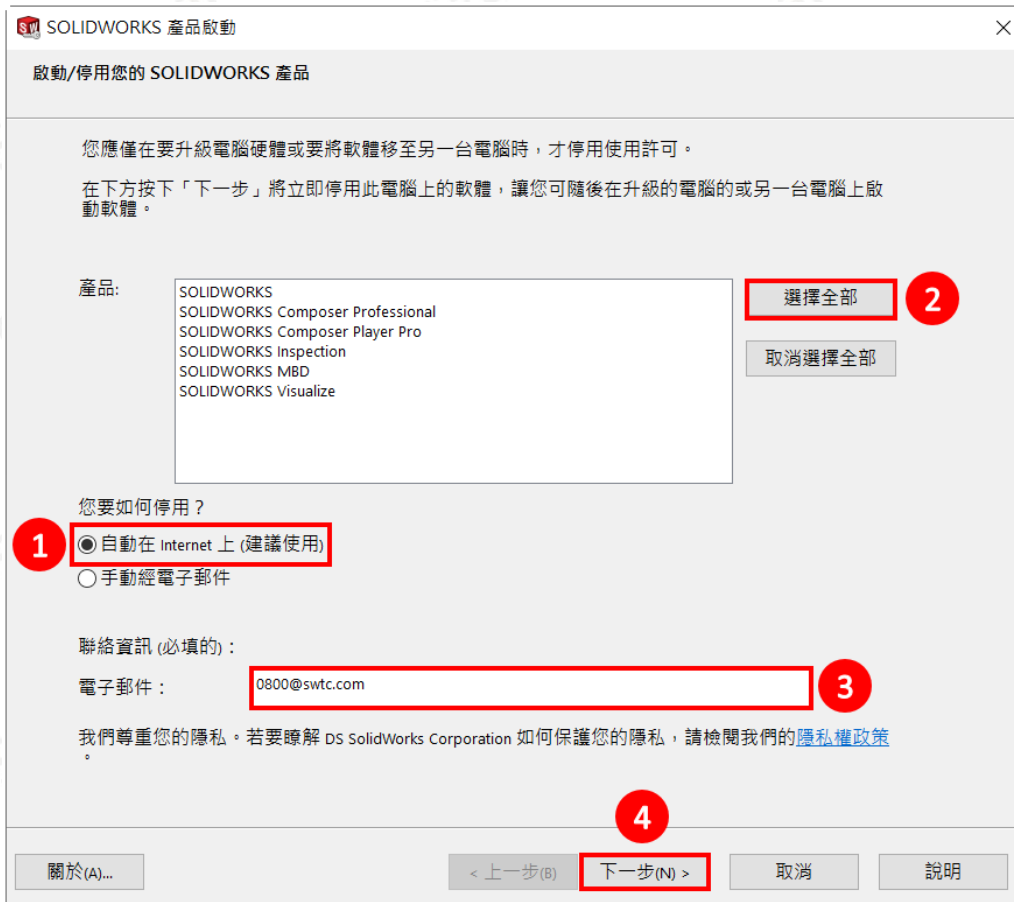 SOLIDWORKS 產品啟動
啟動/停用您的 SOLIDWORKS 產品
您應僅在要升級電腦硬體或要將軟體移至另一台電腦時，才停用使用許可。
在下方按下「下一步」將立即停用此電腦上的軟體，讓您可隨後在升級的電腦的或另一台電腦上啟
動軟體。
產品:
SOLIDWORKS
SOLIDWORKS Composer Professional
SOLIDWORKS Composer Player Pro
SOLIDWORKS Inspection
SOLIDWORKS MBD
SOLIDWORKS Visualize
選擇全部
2
取消選擇全部
您要如何停用？
1
自動在 Internet 上 (建議使用)
手動經電子郵件
聯絡資訊 (必填的)：
電子郵件：
0800@swtc.com
3
我們尊重您的隱私。若要瞭解 DS SolidWorks Corporation 如何保護您的隱私，請檢閱我們的隱私權政策
。
4
關於(A)...
< 上一步(B)
下一步(N) >
取消
說明